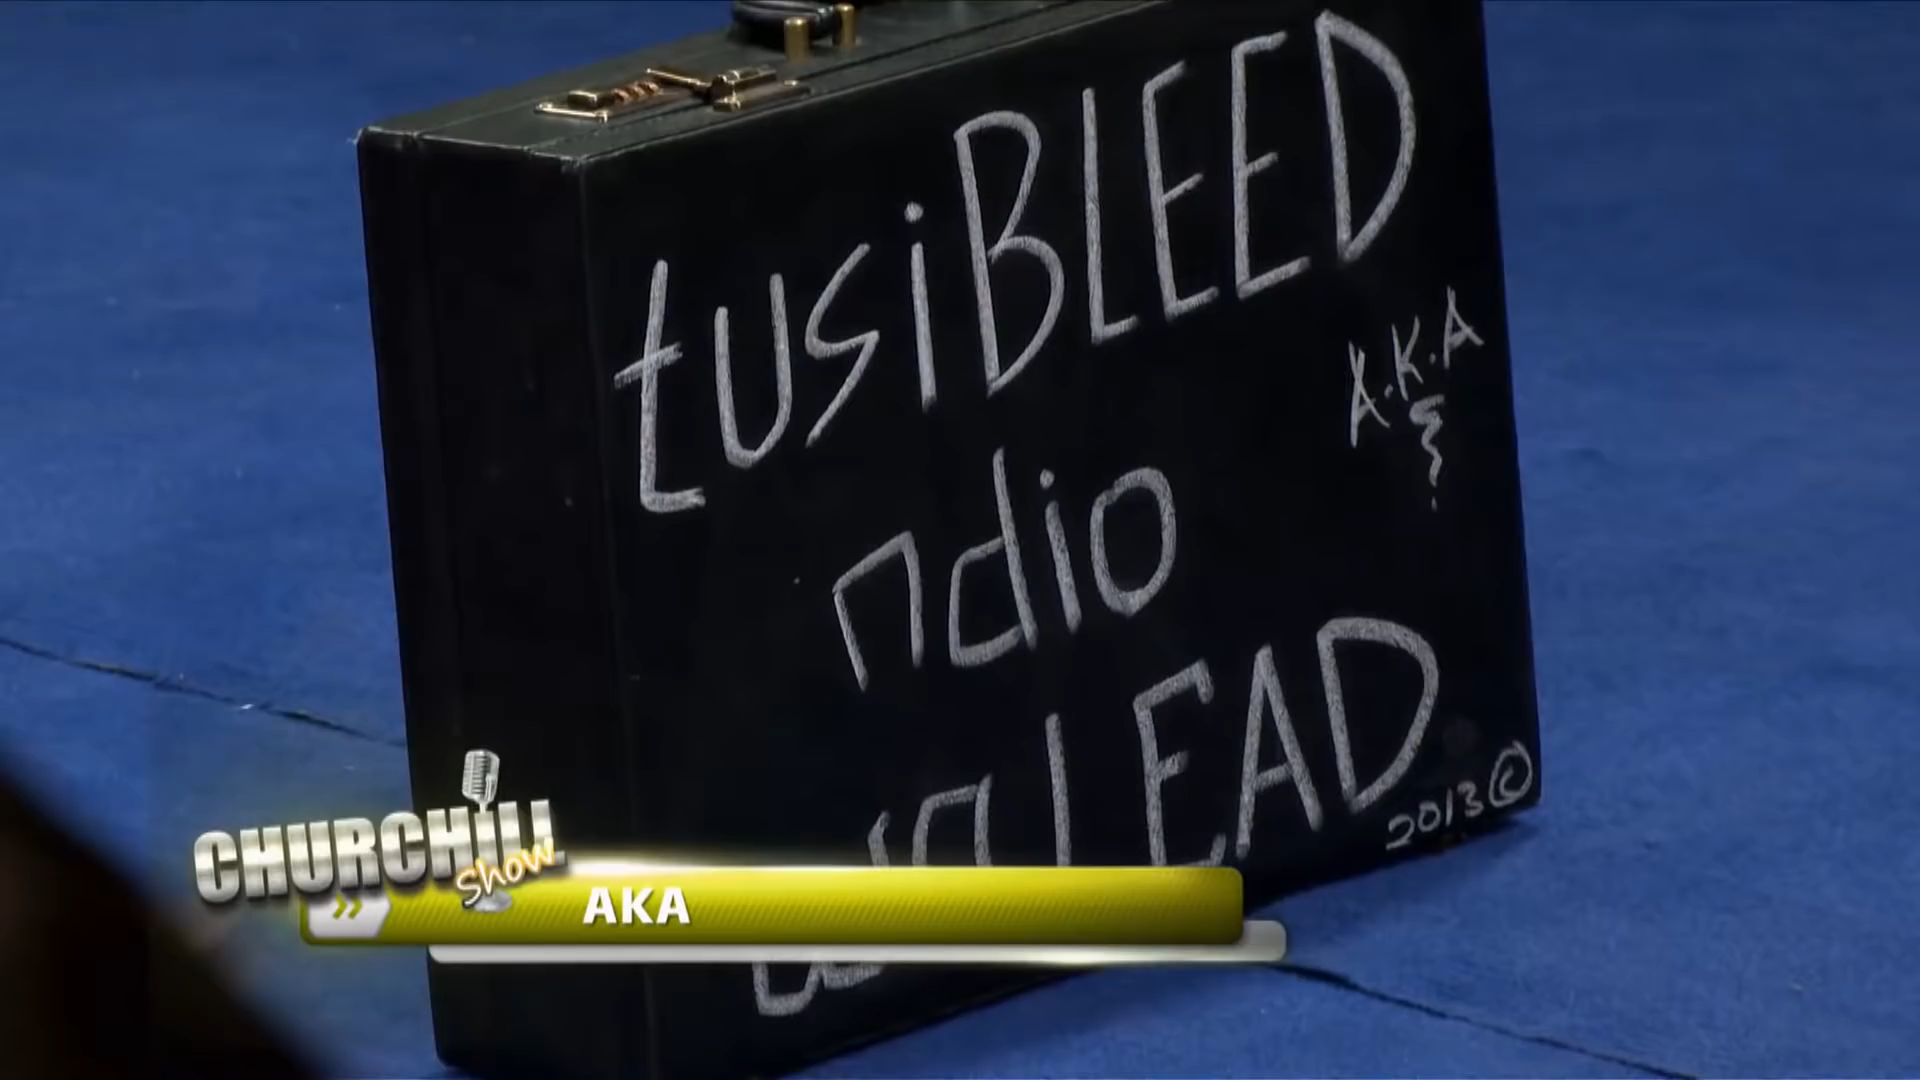 tusiBLEED
A.K.A
ndio
LEAD
2013©
CHURCHILL
Show
AKA